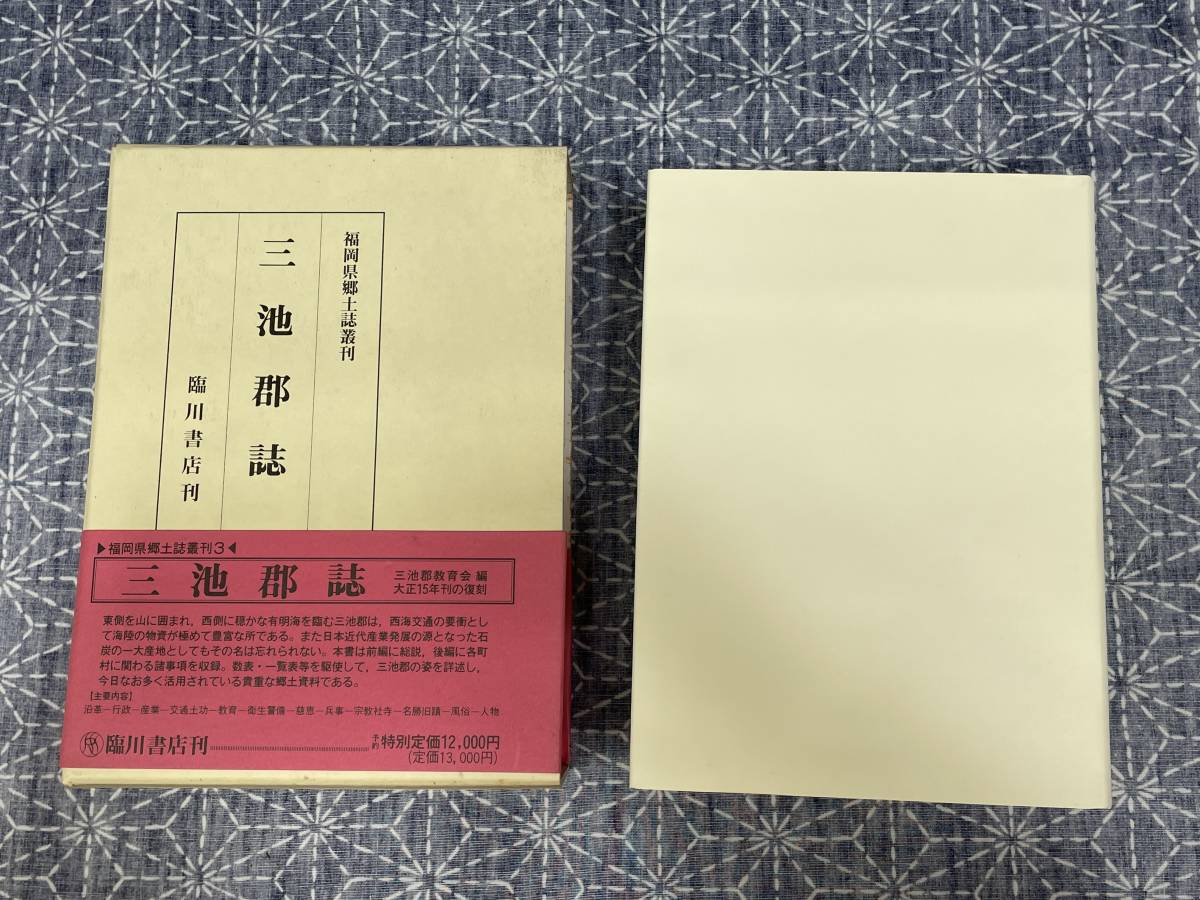 福岡県郷土誌叢刊
三池郡誌
臨川書店刊
▶福岡県郷土誌叢刊3◀
三池郡誌
三池郡教育会 編
大正15年刊の復刻
東側を山に囲まれ，西側に穏かな有明海を臨む三池郡は，西海交通の要衝とし
て海陸の物資が極めて豊富な所である。また日本近代産業発展の源となった石
炭の一大産地としてもその名は忘れられない。本書は前編に総説，後編に各町
村に関わる諸事項を収録。数表・一覧表等を駆使して，三池郡の姿を詳述し，
今日なお多く活用されている貴重な郷土資料である。
【主要内容】
沿革―行政―産業―交通土功―教育―衛生警備―慈恵―兵事―宗教社寺―名勝旧蹟―風俗―人物
臨川書店刊
予約特別定価12,000円
(定価13,000円)